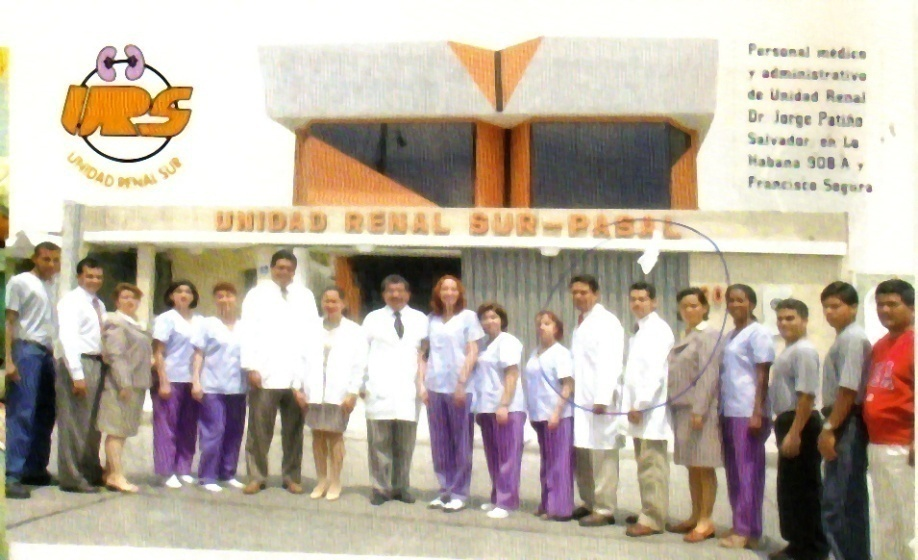 URS
UNIDAD RENAL SUR
Personal médico
y administrativo
de Unidad Renal
Dr Jorge Patiño
Salvador, en La
Habana 908 A y
Francisco Segura
UNIDAD RENAL SUR-PASAL